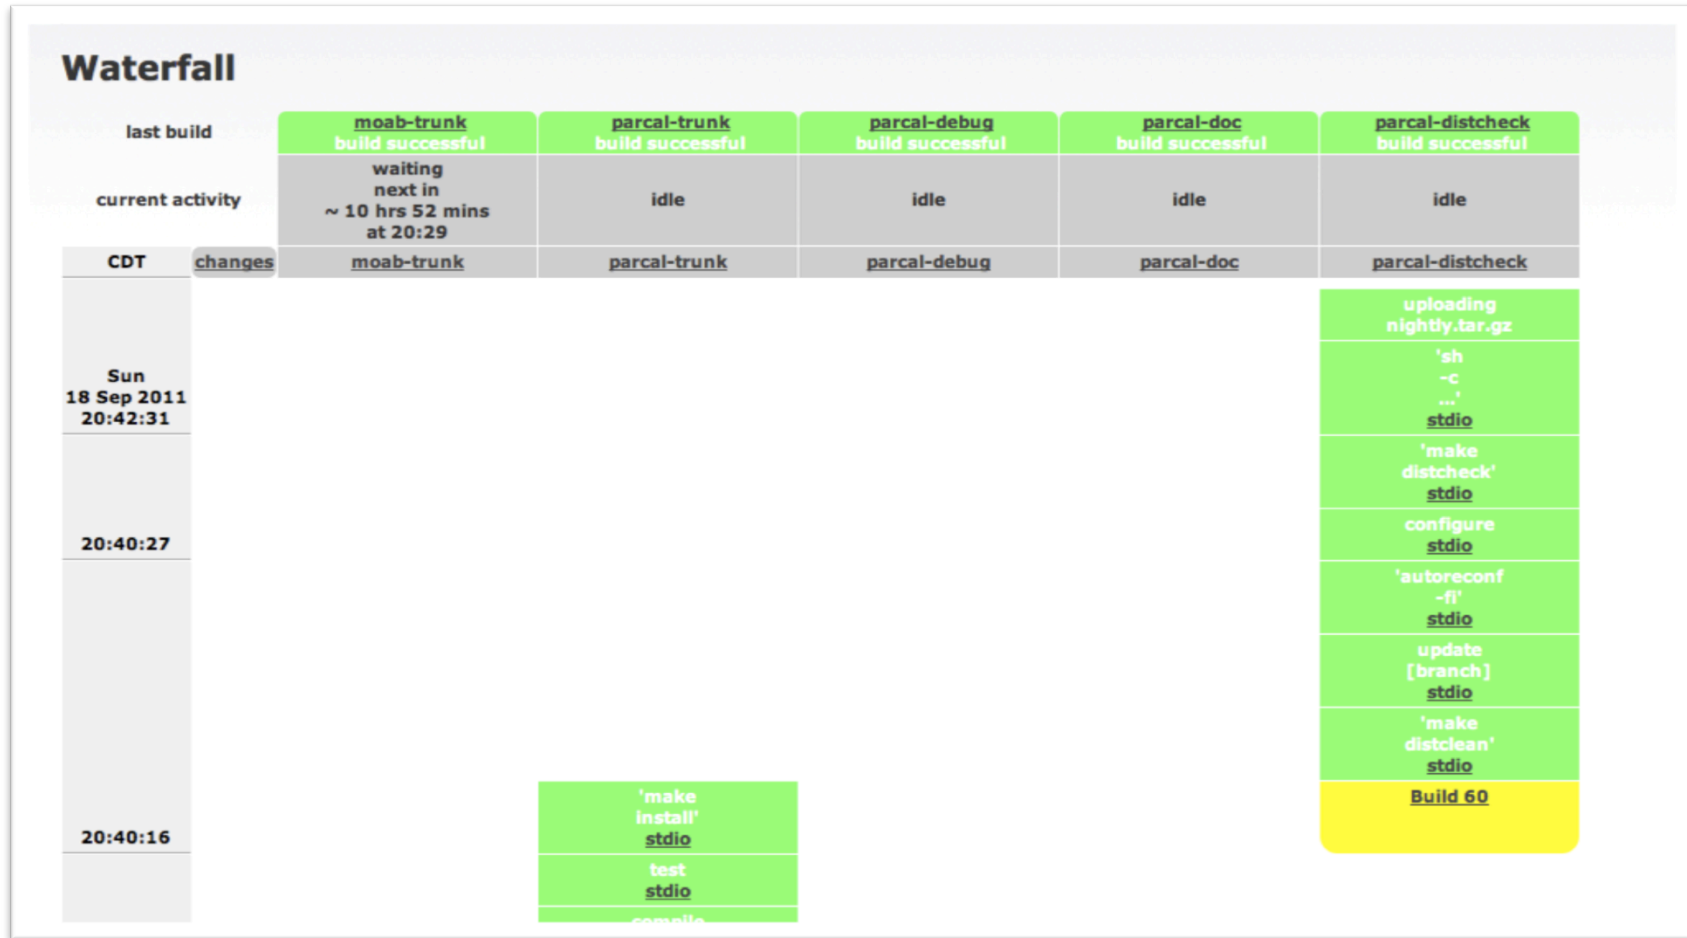 Waterfall
last build
moab-trunk
build successful
parcal-trunk
build successful
parcal-debug
build successful
parcal-doc
build successful
parcal-distcheck
build successful
current activity
waiting
next in
~ 10 hrs 52 mins
at 20:29
idle
idle
idle
idle
CDT
changes
moab-trunk
parcal-trunk
parcal-debug
parcal-doc
parcal-distcheck
uploading
nightly.tar.gz
Sun
18 Sep 2011
20:42:31
'sh
-c
...'
stdio
'make
distcheck'
stdio
20:40:27
configure
stdio
'autoreconf
-fi'
stdio
update
[branch]
stdio
'make
distclean'
stdio
20:40:16
'make
install'
stdio
Build 60
test
stdio
compile